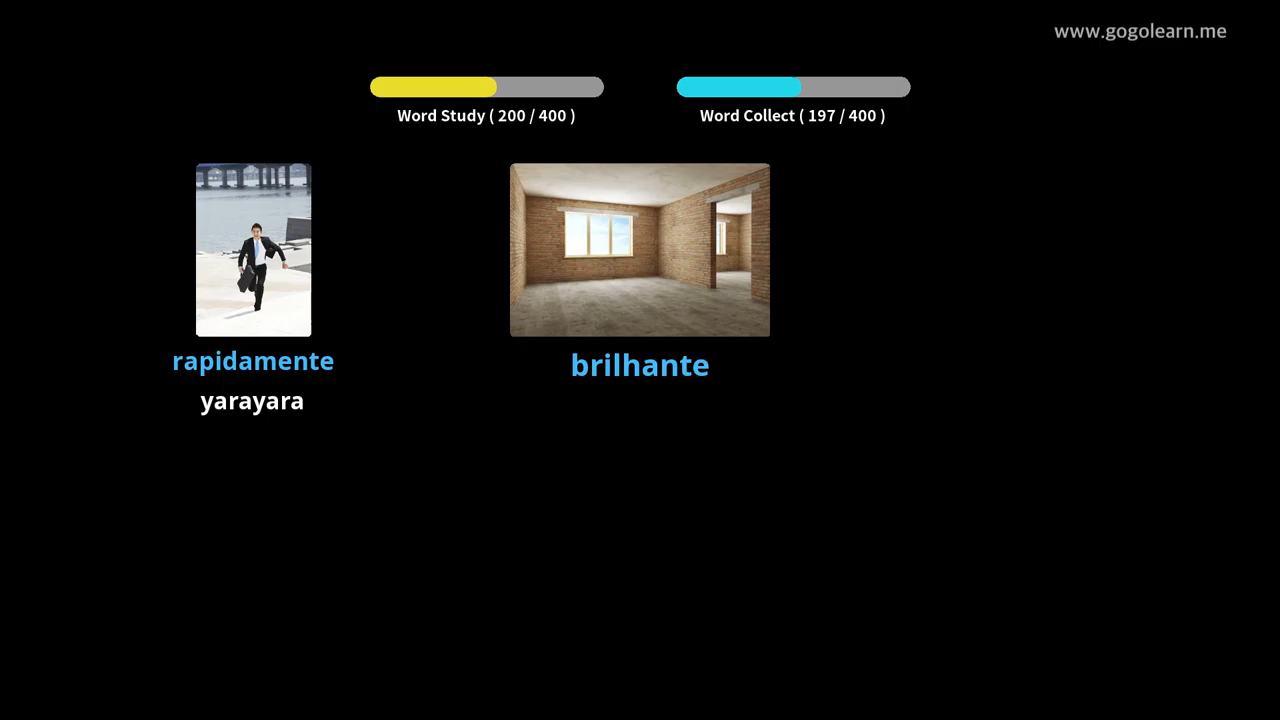 www.gogolearn.me
Word Study ( 200 / 400 )
Word Collect ( 197 / 400 )
rapidamente
yarayara
brilhante